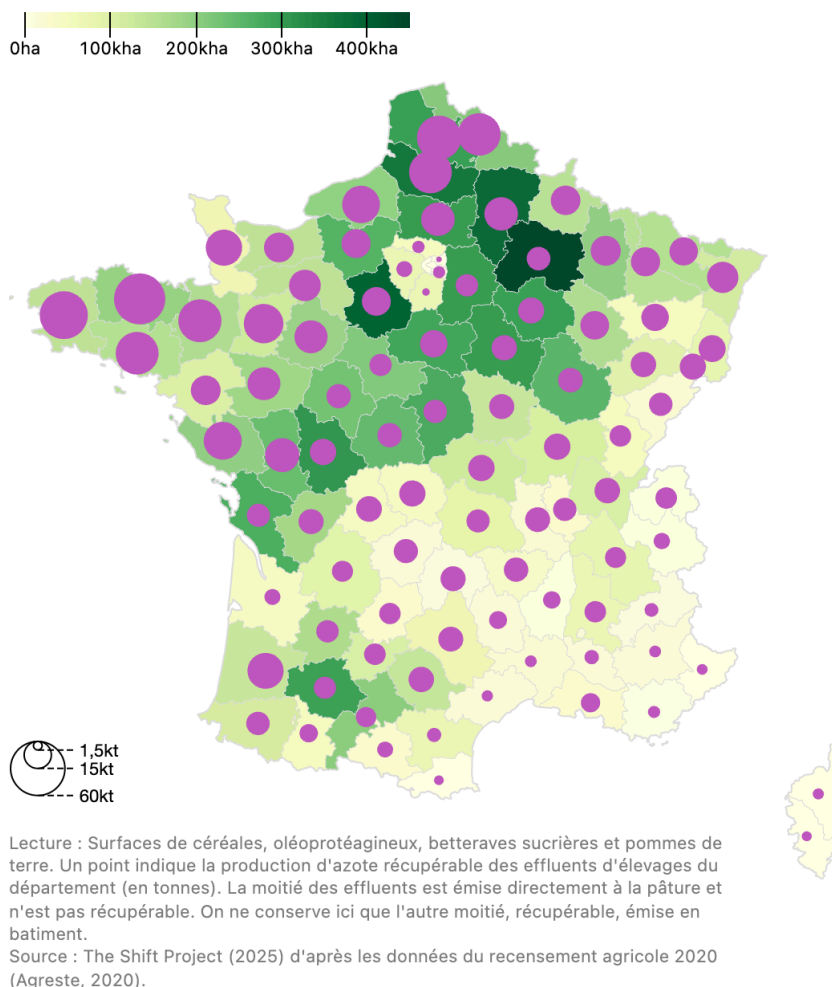 0ha 100kha 200kha 300kha 400kha
1,5kt
15kt
60kt
Lecture : Surfaces de céréales, oléoprotéagineux, betteraves sucrières et pommes de
terre. Un point indique la production d'azote récupérable des effluents d'élevages du
département (en tonnes). La moitié des effluents est émise directement à la pâture et
n'est pas récupérable. On ne conserve ici que l'autre moitié, récupérable, émise en
batiment.
Source : The Shift Project (2025) d'après les données du recensement agricole 2020
(Agreste, 2020).